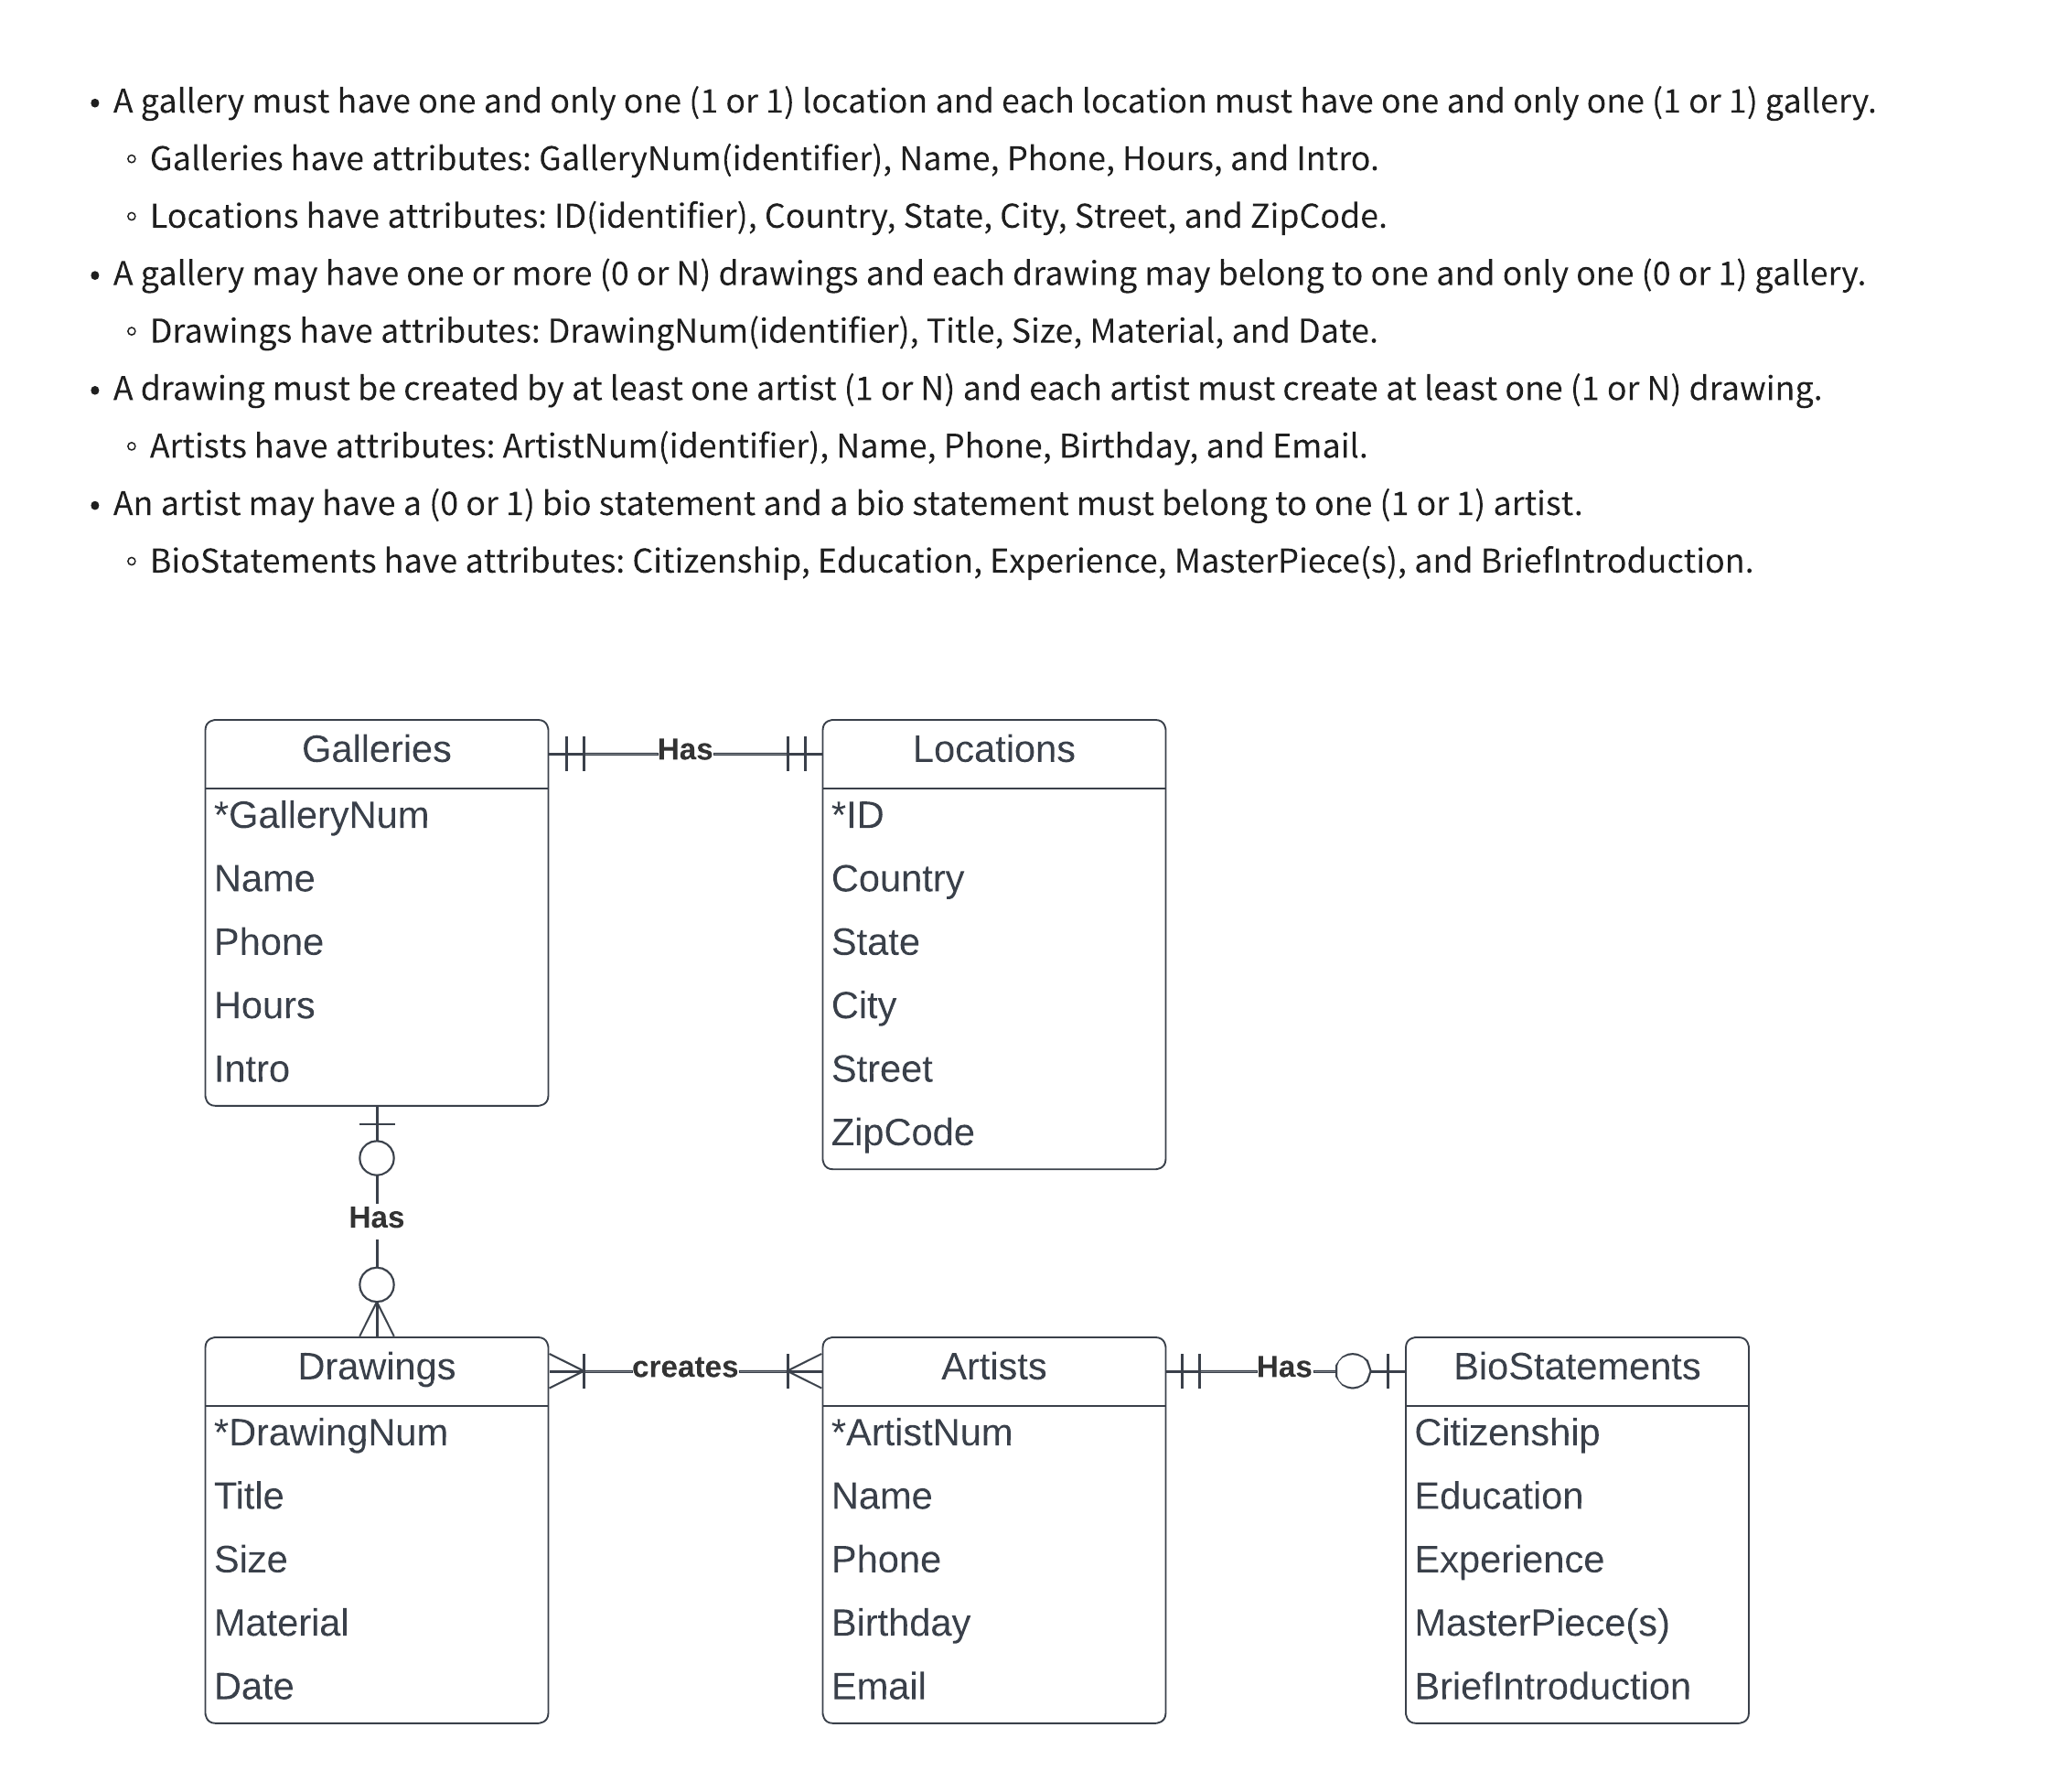 • A gallery must have one and only one (1 or 1) location and each location must have one and only one (1 or 1) gallery.
◦ Galleries have attributes: GalleryNum(identifier), Name, Phone, Hours, and Intro.
◦ Locations have attributes: ID(identifier), Country, State, City, Street, and ZipCode.
• A gallery may have one or more (0 or N) drawings and each drawing may belong to one and only one (0 or 1) gallery.
◦ Drawings have attributes: DrawingNum(identifier), Title, Size, Material, and Date.
• A drawing must be created by at least one artist (1 or N) and each artist must create at least one (1 or N) drawing.
◦ Artists have attributes: ArtistNum(identifier), Name, Phone, Birthday, and Email.
• An artist may have a (0 or 1) bio statement and a bio statement must belong to one (1 or 1) artist.
◦ BioStatements have attributes: Citizenship, Education, Experience, MasterPiece(s), and BriefIntroduction.
Galleries
*GalleryNum
Name
Phone
Hours
Intro
Has
Locations
*ID
Country
State
City
Street
ZipCode
Has
Drawings
*DrawingNum
Title
Size
Material
Date
creates
Artists
*ArtistNum
Name
Phone
Birthday
Email
Has
BioStatements
Citizenship
Education
Experience
MasterPiece(s)
BriefIntroduction